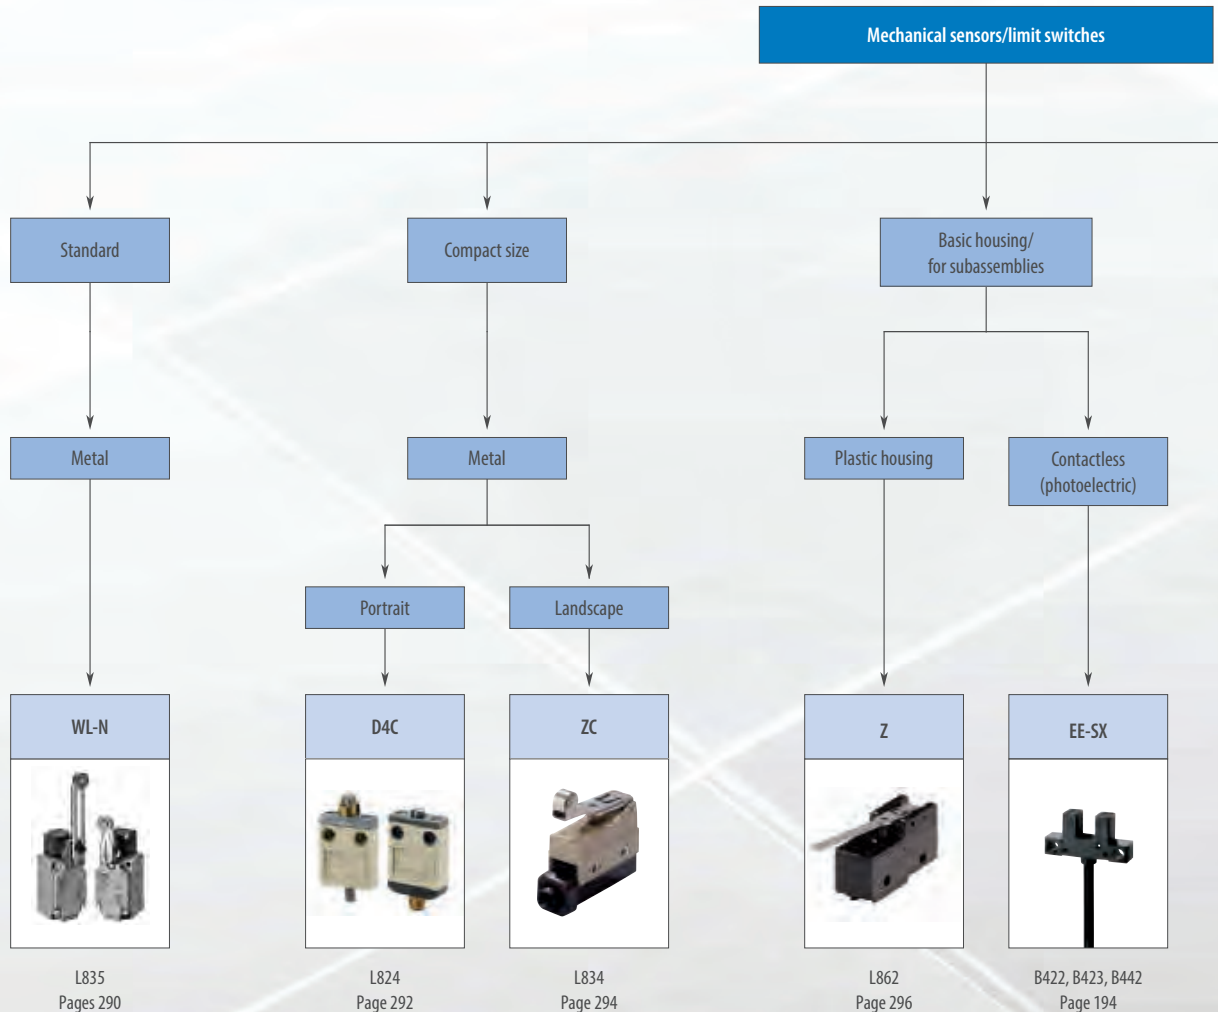 Mechanical sensors/limit switches
Standard
Compact size
Basic housing/
for subassemblies
Metal
Metal
Plastic housing
Contactless
(photoelectric)
Portrait
Landscape
WL-N
D4C
ZC
Z
EE-SX
L835
Pages 290
L824
Page 292
L834
Page 294
L862
Page 296
B422, B423, B442
Page 194